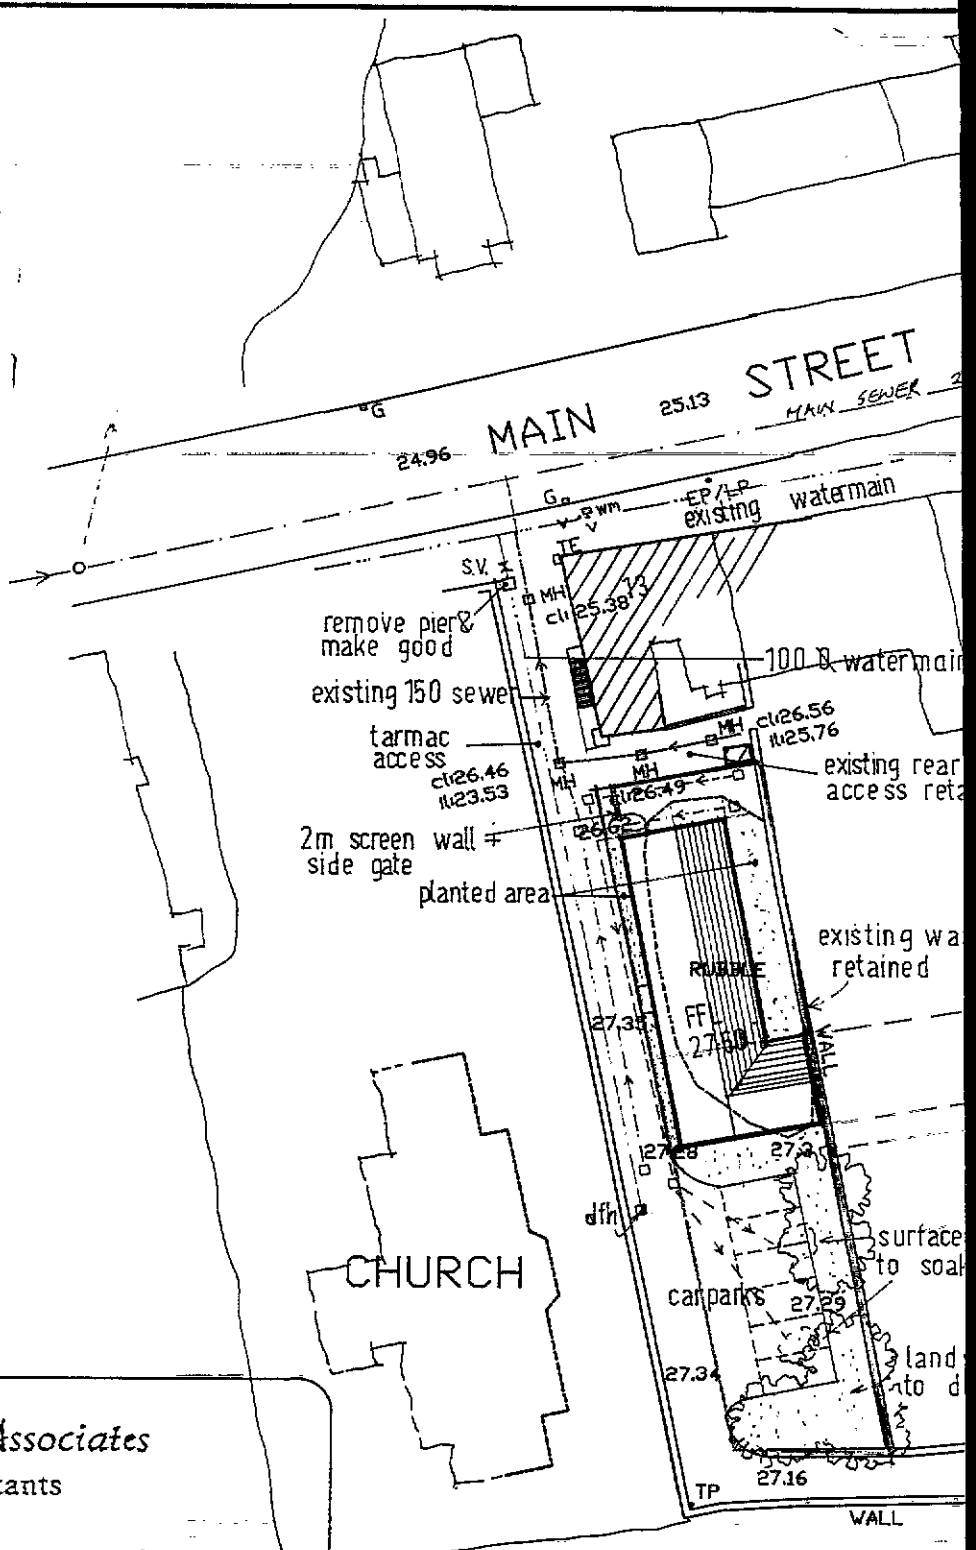 MAIN STREET
MAIN SEWER
G
25.13
24.96
G
WM
EP/LP
existing watermain
TE
S.V.
MH
cl:25.38
13
remove pier &
make good
100 Ø watermain
existing 150 sewer
tarmac
access
MH
cl:26.56
il:25.76
cl:26.46
il:23.53
MH
MH
cl:26.49
existing rear
access reta
26.62
2m screen wall +
side gate
planted area
existing wa
retained
RUBBLE
FF
27.60
27.35
WALL
27.28
27.3
dfh
CHURCH
surface
to soak
carparks
27.29
27.34
land
to d
Associates
tants
27.16
TP
WALL